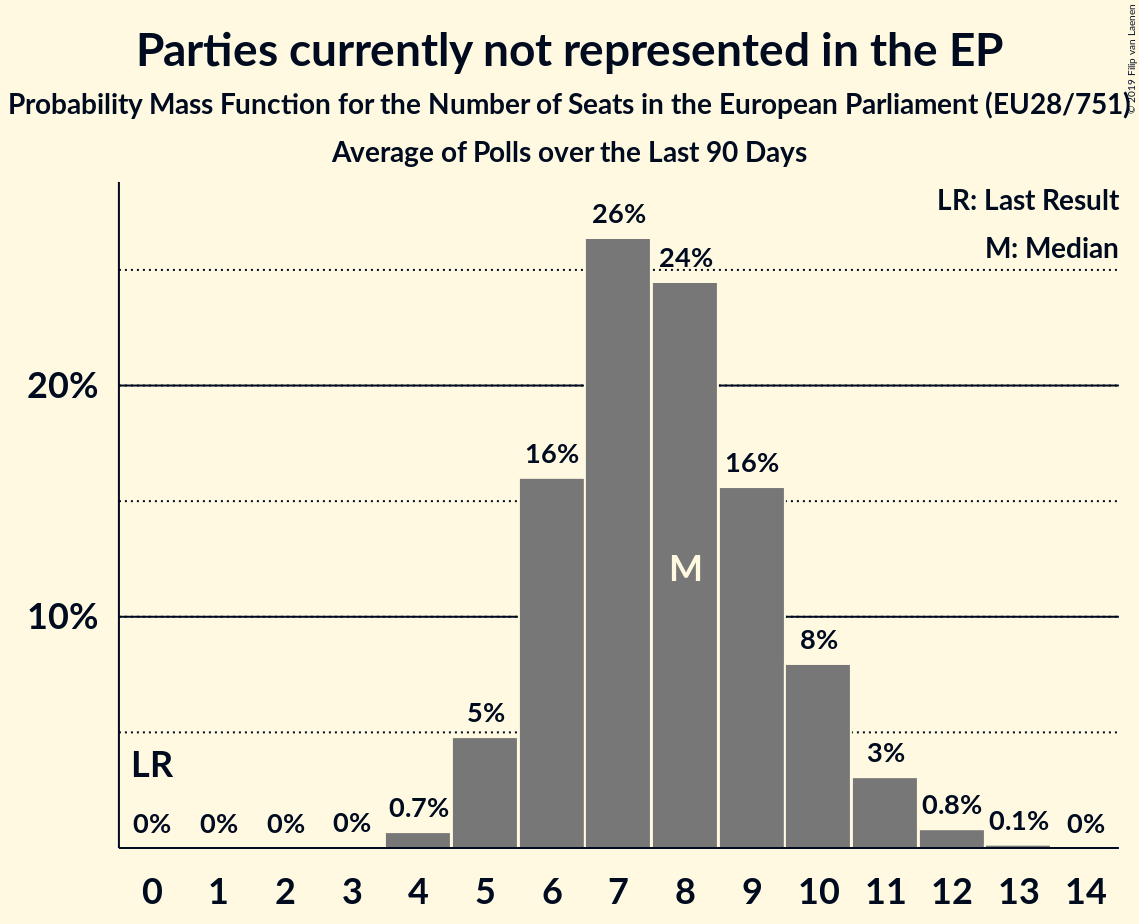 Parties currently not represented in the EP
Probability Mass Function for the Number of Seats in the European Parliament (EU28/751)
Average of Polls over the Last 90 Days
© 2019 Filip van Laenen
LR: Last Result
M: Median
26%
24%
20%
16%
16%
M
10%
8%
5%
3%
LR
0%
0%
0%
0%
0.7%
0.8%
0.1%
0%
0 1 2 3 4 5 6 7 8 9 10 11 12 13 14